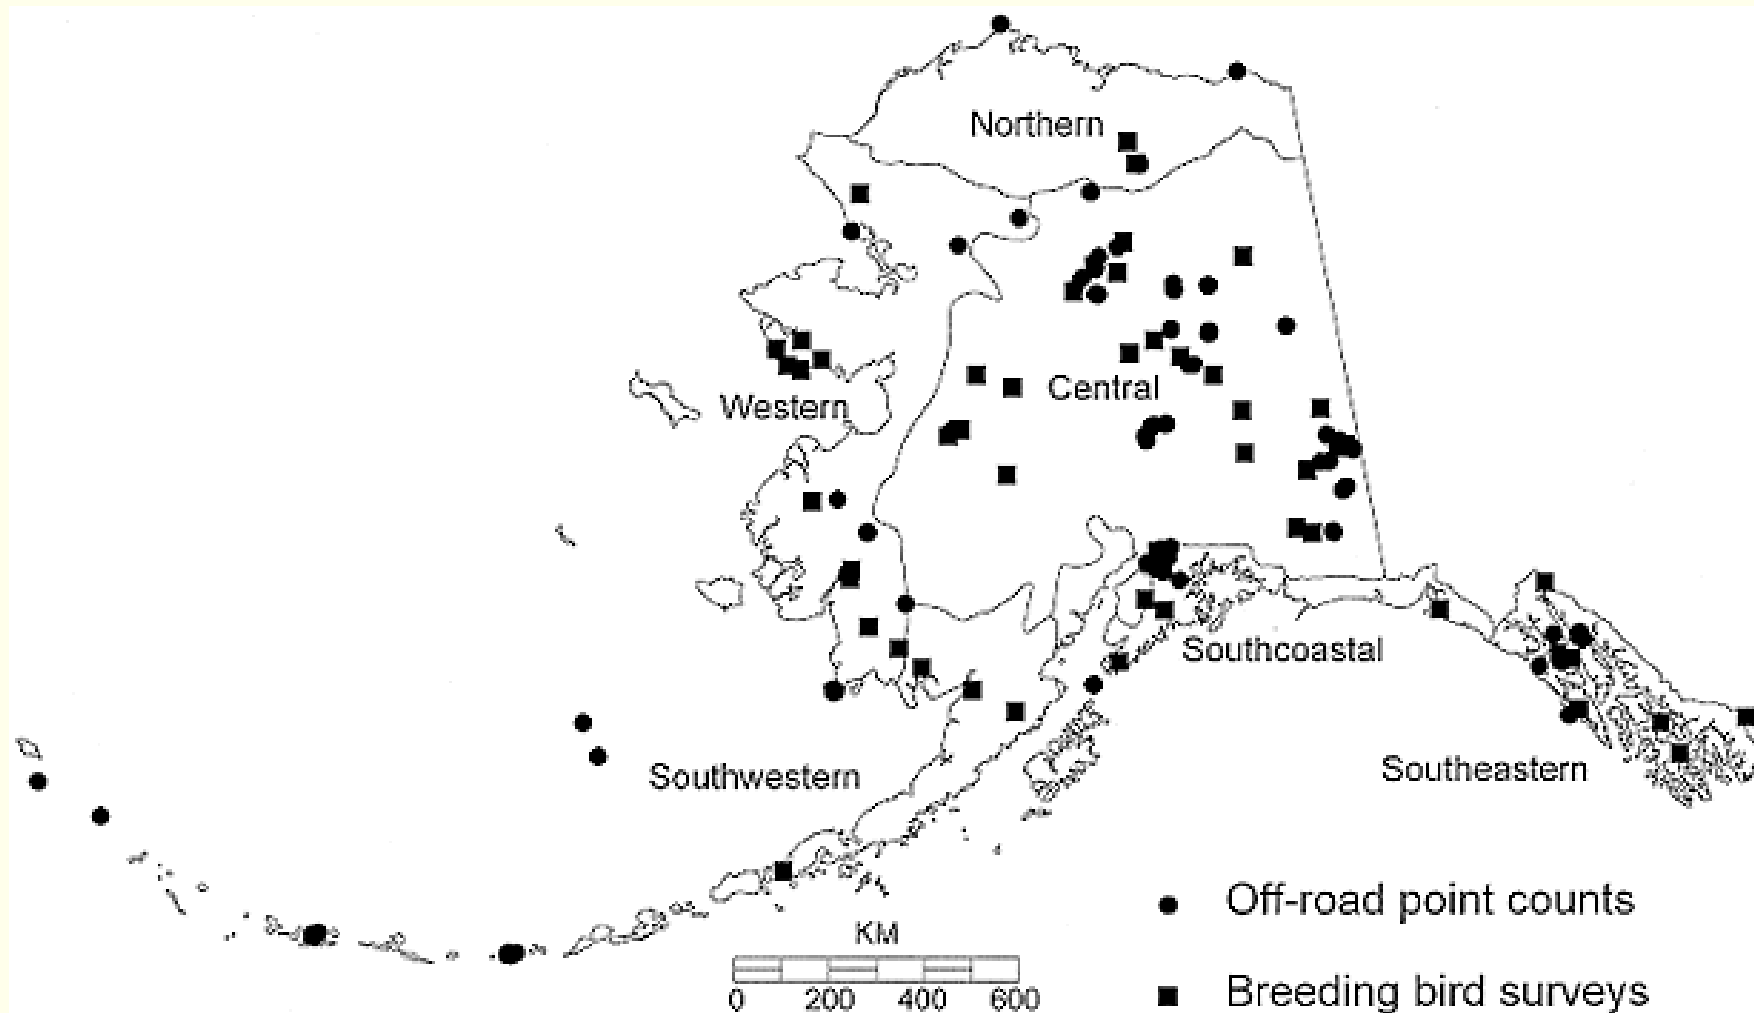 Northern
Central
Western
Southcoastal
Southwestern
Southeastern
Off-road point counts
KM
0 200 400 600
Breeding bird surveys